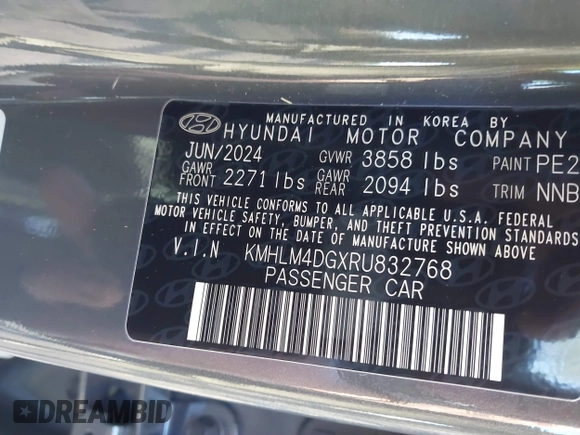 MANUFACTURED IN KOREA BY
HYUNDAI MOTOR COMPANY
JUN/2024 GVWR 3858 lbs PAINT PE2
GAWR FRONT 2271 lbs GAWR REAR 2094 lbs TRIM NNB
THIS VEHICLE CONFORMS TO ALL APPLICABLE U.S.A. FEDERAL
MOTOR VEHICLE SAFETY, BUMPER, AND THEFT PREVENTION STANDARDS
IN EFFECT ON THE DATE OF MANUFACTURE SHOWN ABOVE
V.I.N KMHLM4DGXRU832768
PASSENGER CAR
DREAMBID